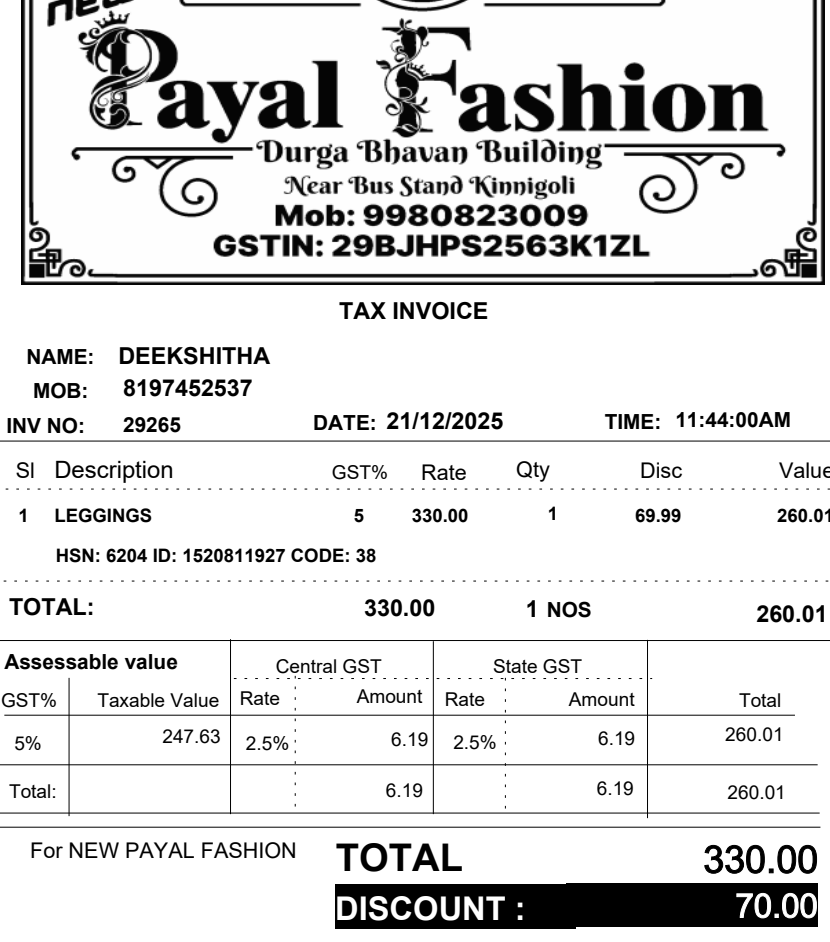 new
Payal Fashion
Durga Bhavan Building
Near Bus Stand Kinnigoli
Mob: 9980823009
GSTIN: 29BJHPS2563K1ZL
TAX INVOICE
NAME: DEEKSHITHA
MOB: 8197452537
INV NO: 29265 DATE: 21/12/2025 TIME: 11:44:00AM
Sl Description GST% Rate Qty Disc Value
1 LEGGINGS 5 330.00 1 69.99 260.01
HSN: 6204 ID: 1520811927 CODE: 38
TOTAL: 330.00 1 NOS 260.01
Assessable value Central GST State GST
GST% Taxable Value Rate Amount Rate Amount Total
5% 247.63 2.5% 6.19 2.5% 6.19 260.01
Total: 6.19 6.19 260.01
For NEW PAYAL FASHION TOTAL 330.00
DISCOUNT : 70.00